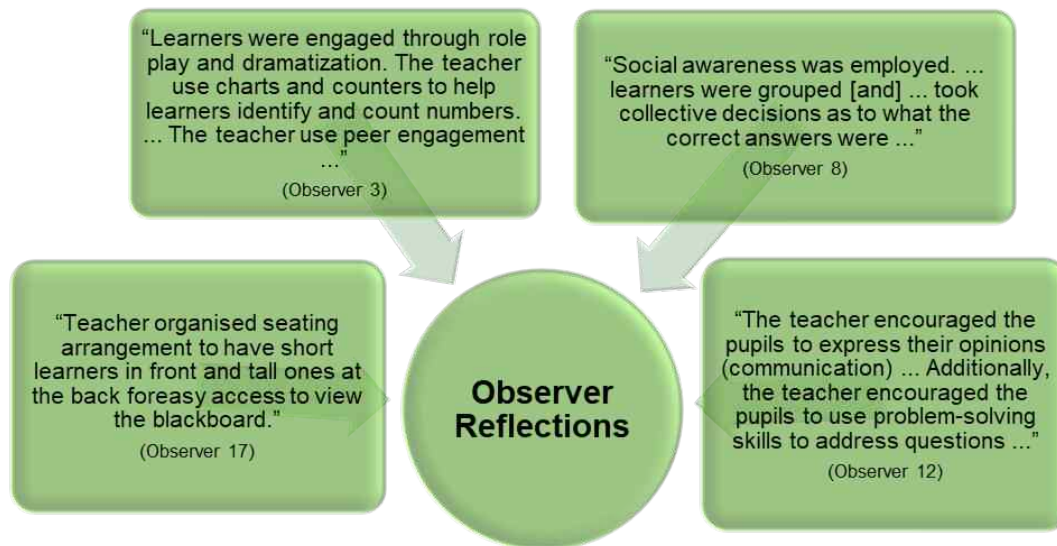 “Learners were engaged through role
play and dramatization. The teacher
use charts and counters to help
learners identify and count numbers.
... The teacher use peer engagement
...”
(Observer 3)
“Social awareness was employed. ...
learners were grouped [and] ... took
collective decisions as to what the
correct answers were ...”
(Observer 8)
“Teacher organised seating
arrangement to have short
learners in front and tall ones at
the back foreasy access to view
the blackboard.”
(Observer 17)
Observer
Reflections
“The teacher encouraged the
pupils to express their opinions
(communication) ... Additionally,
the teacher encouraged the
pupils to use problem-solving
skills to address questions ...”
(Observer 12)